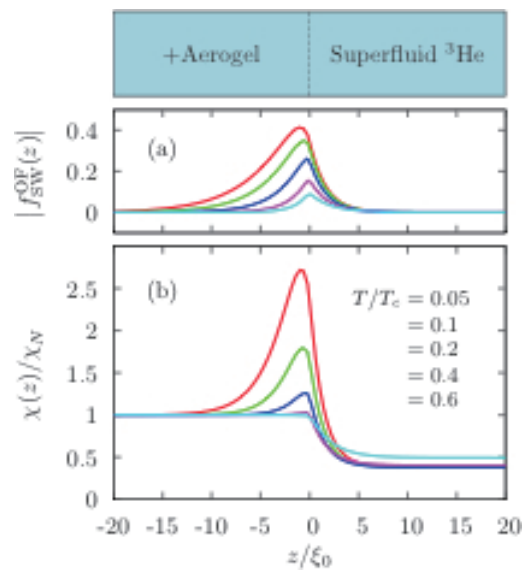 +Aerogel Superfluid ³He
|f_SW^OF(z)|
0.4
0.2
0
(a)
χ(z)/χ_N
2.5
2
1.5
1
0.5
0
(b)
T/T_c = 0.05
= 0.1
= 0.2
= 0.4
= 0.6
-20 -15 -10 -5 0 5 10 15 20
z/ξ₀